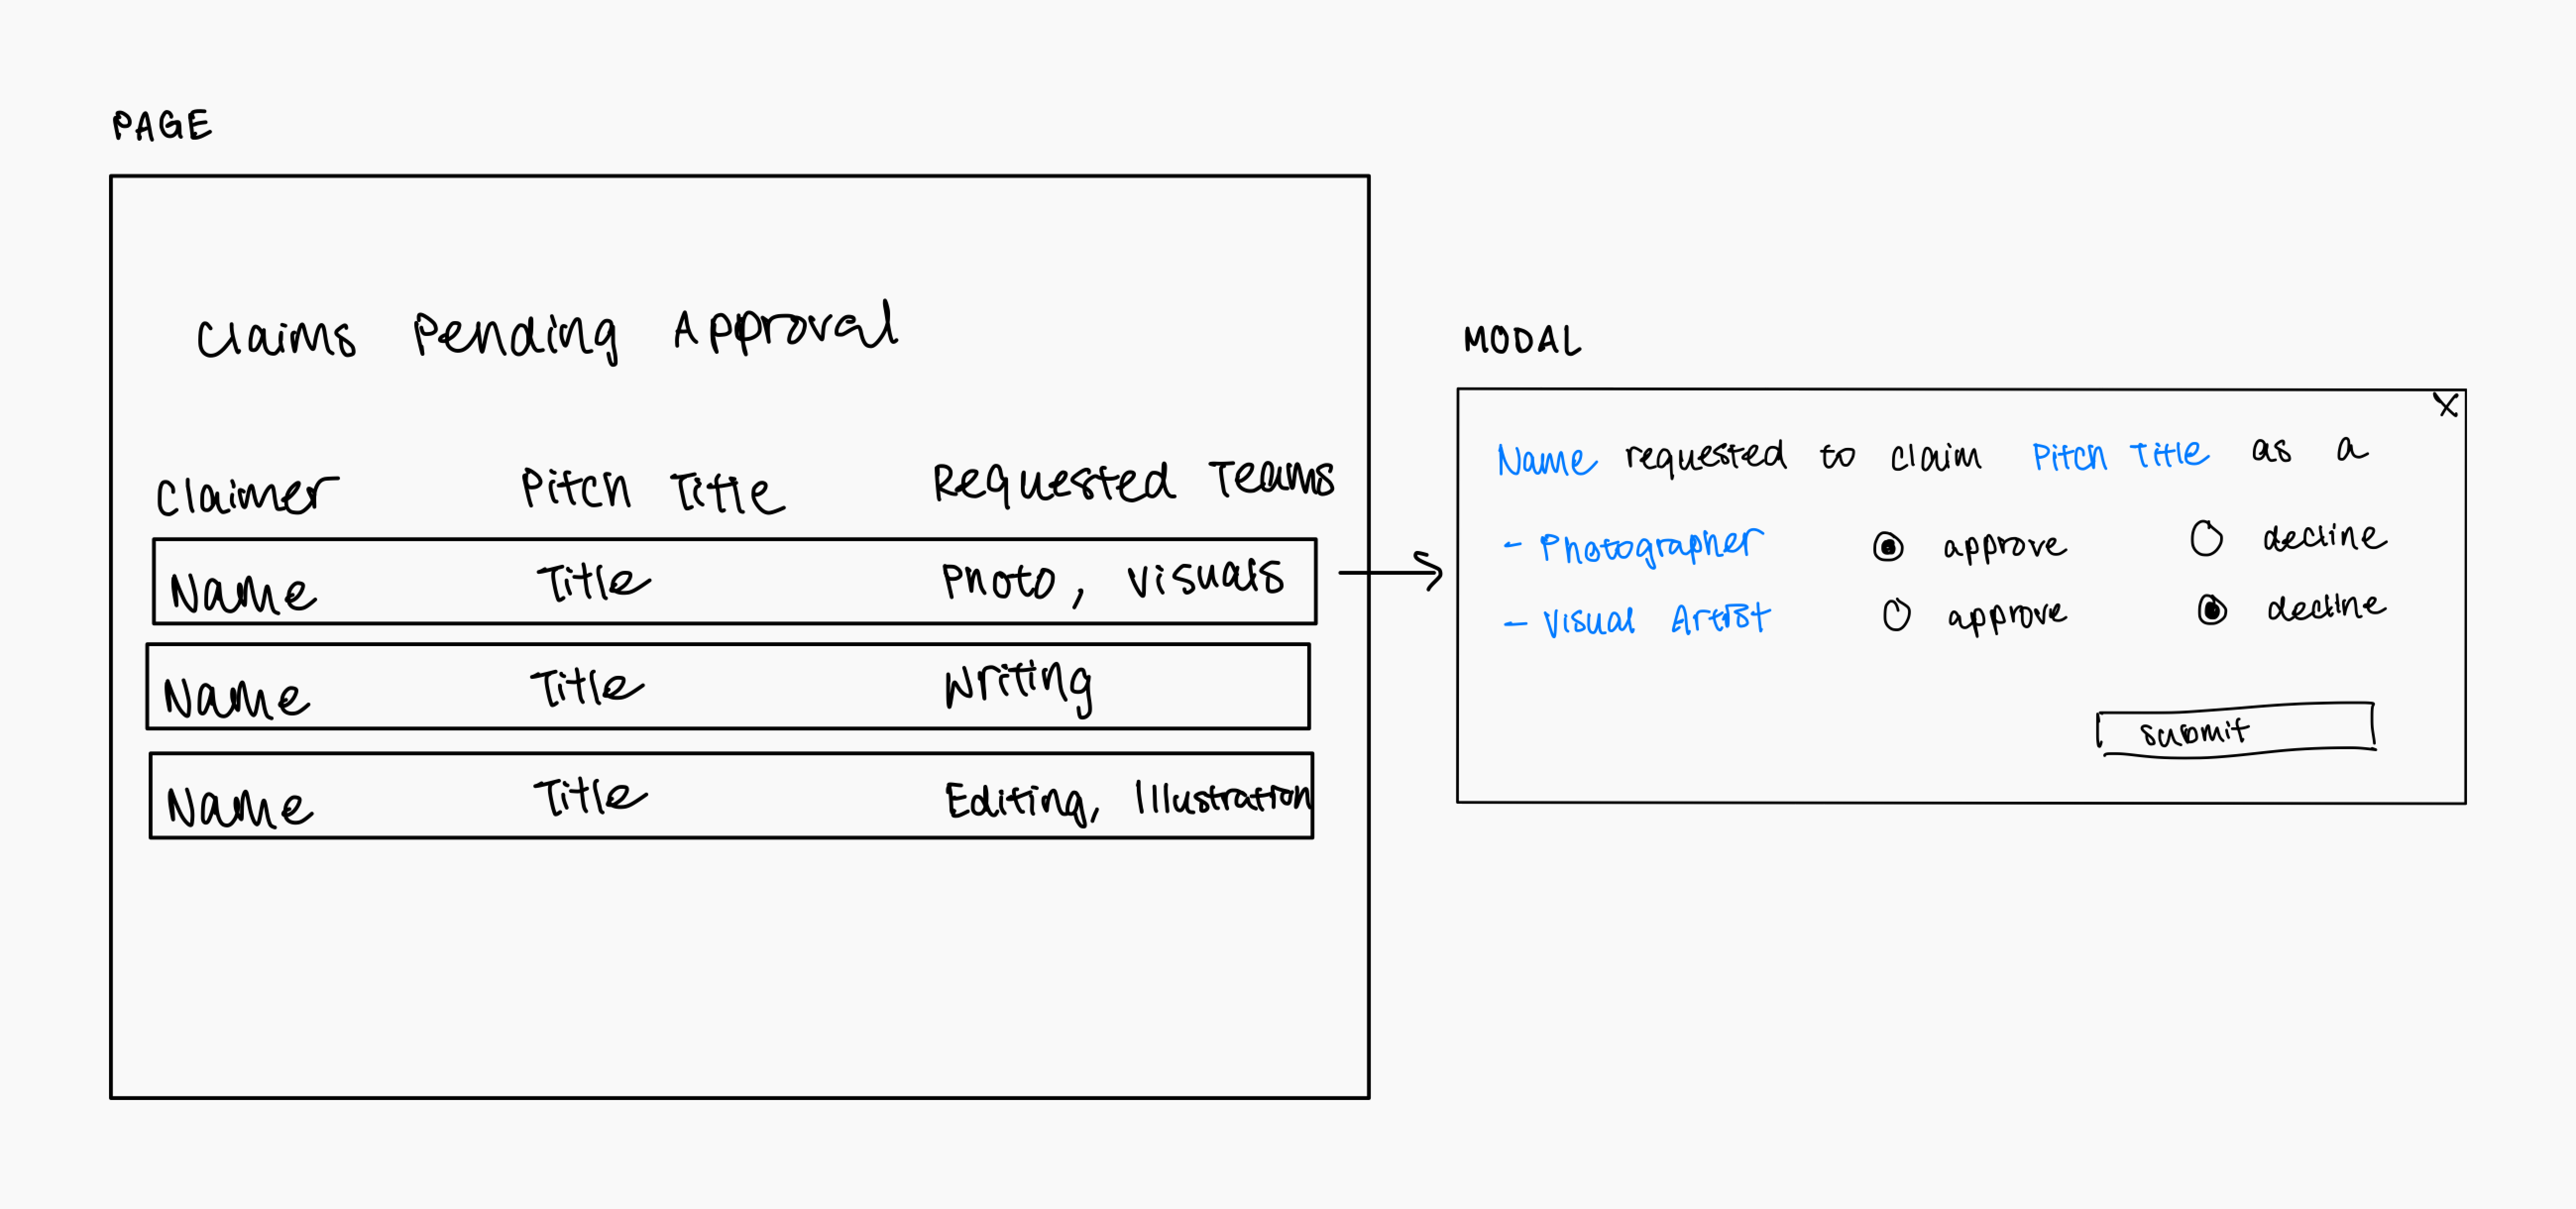 PAGE
Claims Pending Approval
Claimer Pitch Title Requested Teams
Name Title Photo, Visuals
Name Title Writing
Name Title Editing, Illustration
MODAL
X
Name requested to claim Pitch Title as a
- Photographer approve decline
- Visual Artist approve decline
submit